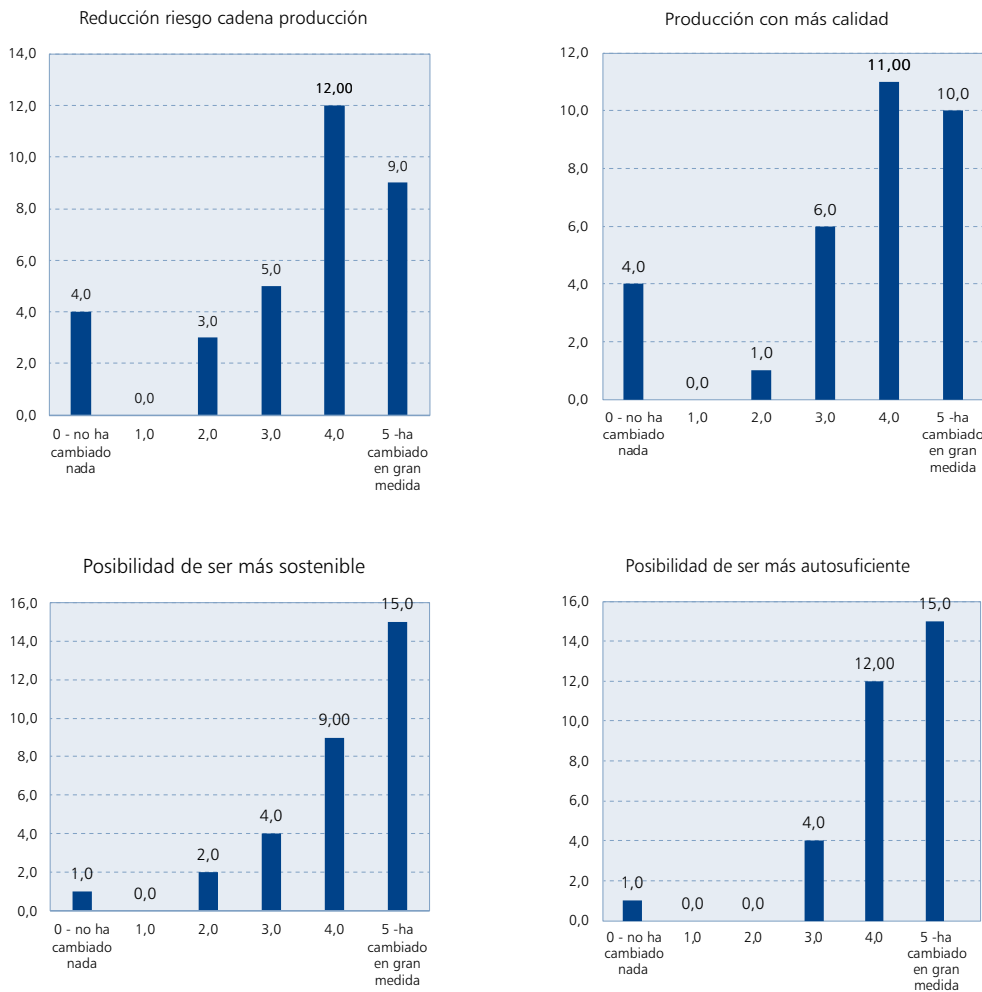 Reducción riesgo cadena producción
14,0
12,0
10,0
8,0
6,0
4,0
2,0
0,0
4,0
0,0
3,0
5,0
12,00
9,0
0 - no ha
cambiado
nada
1,0
2,0
3,0
4,0
5 -ha
cambiado
en gran
medida
Producción con más calidad
12,0
10,0
8,0
6,0
4,0
2,0
0,0
4,0
0,0
1,0
6,0
11,00
10,0
0 - no ha
cambiado
nada
1,0
2,0
3,0
4,0
5 -ha
cambiado
en gran
medida
Posibilidad de ser más sostenible
16,0
14,0
12,0
10,0
8,0
6,0
4,0
2,0
0,0
1,0
0,0
2,0
4,0
9,00
15,0
0 - no ha
cambiado
nada
1,0
2,0
3,0
4,0
5 -ha
cambiado
en gran
medida
Posibilidad de ser más autosuficiente
16,0
14,0
12,0
10,0
8,0
6,0
4,0
2,0
0,0
1,0
0,0
0,0
4,0
12,00
15,0
0 - no ha
cambiado
nada
1,0
2,0
3,0
4,0
5 -ha
cambiado
en gran
medida